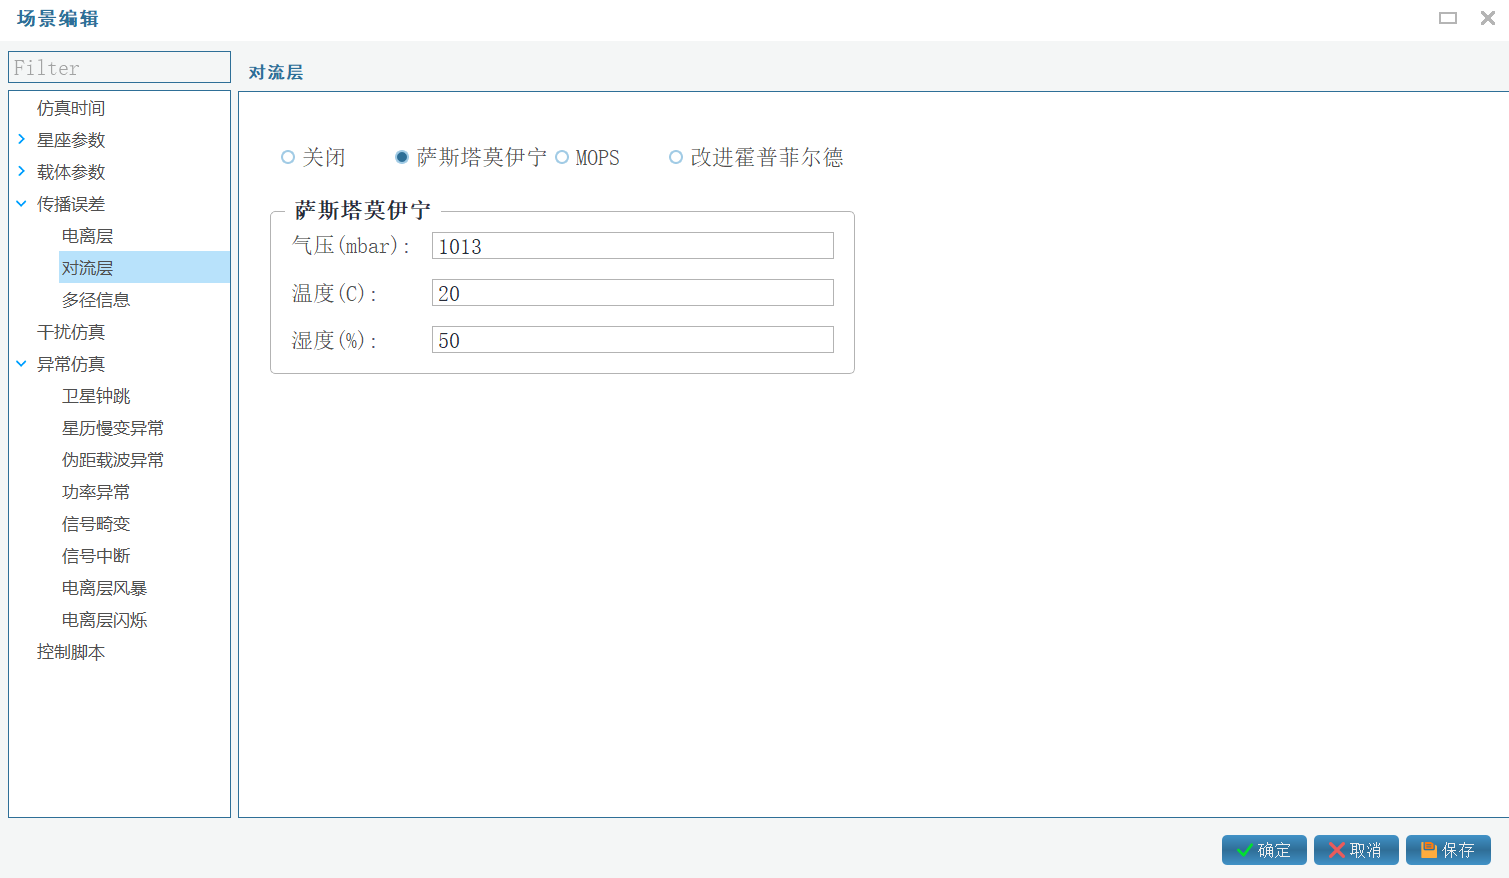 场景编辑
Filter
仿真时间
星座参数
载体参数
传播误差
电离层
对流层
多径信息
干扰仿真
异常仿真
卫星钟跳
星历慢变异常
伪距载波异常
功率异常
信号畸变
信号中断
电离层风暴
电离层闪烁
控制脚本
对流层
关闭 萨斯塔莫伊宁 MOPS 改进霍普菲尔德
萨斯塔莫伊宁
气压(mbar): 1013
温度(C): 20
湿度(%): 50
确定 取消 保存